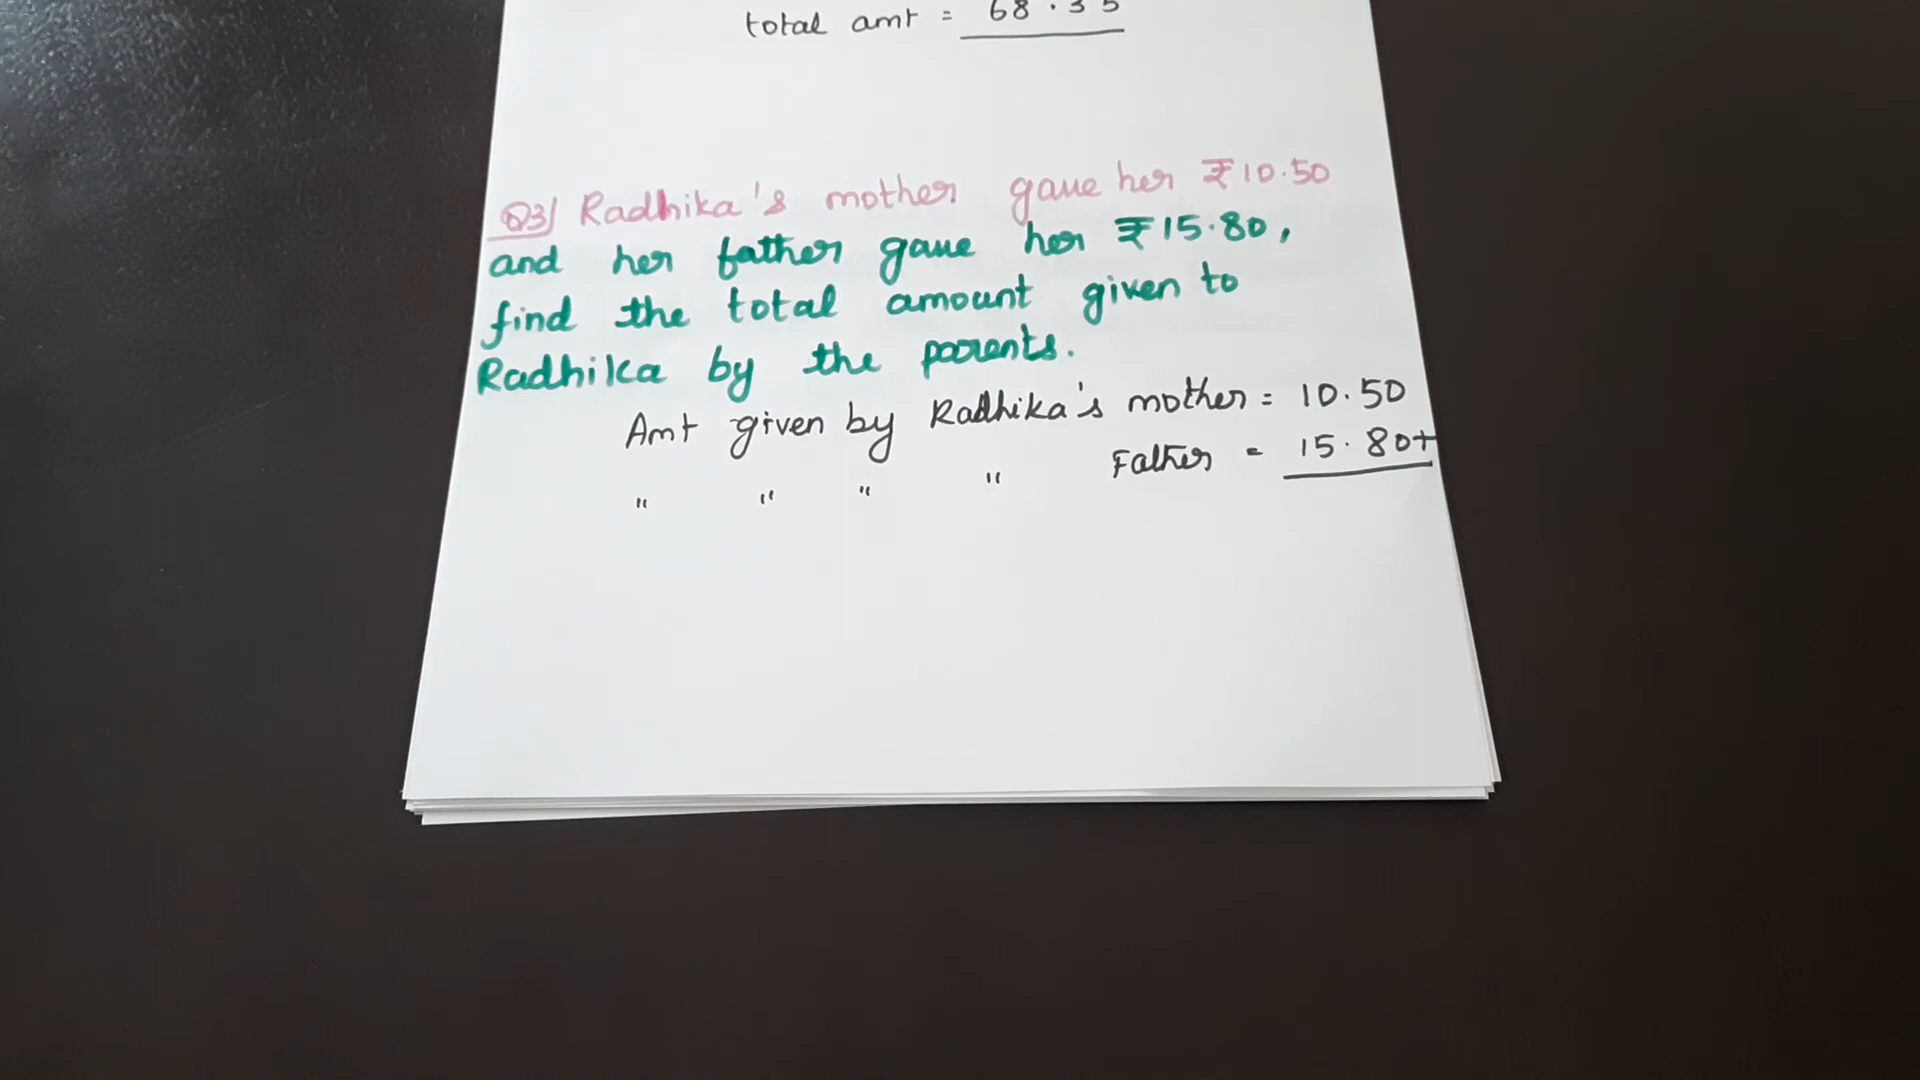 total amt = 68.35
Q3) Radhika's mother gave her ₹10.50
and her father gave her ₹15.80,
find the total amount given to
Radhika by the parents.
Amt given by Radhika's mother = 10.50
" " " " Father = 15.80+